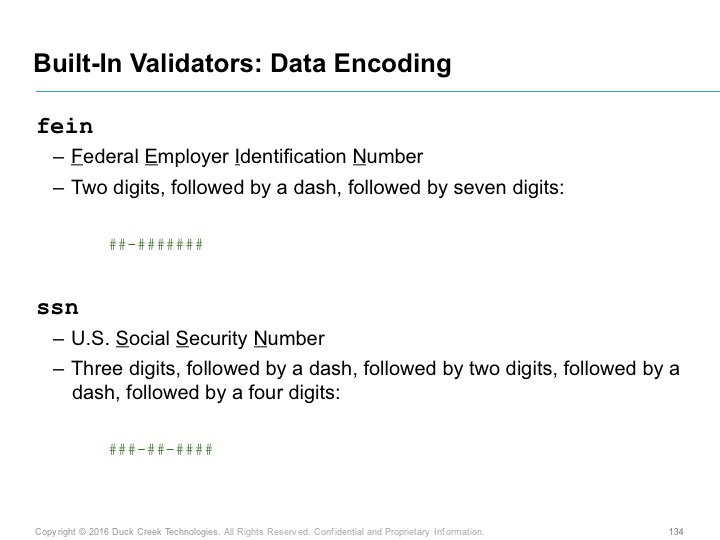 Built-In Validators: Data Encoding
fein
– Federal Employer Identification Number
– Two digits, followed by a dash, followed by seven digits:
##-#######
ssn
– U.S. Social Security Number
– Three digits, followed by a dash, followed by two digits, followed by a
dash, followed by a four digits:
###-##-####
Copyright © 2016 Duck Creek Technologies. All Rights Reserved. Confidential and Proprietary Information. 134